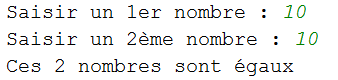 Saisir un 1er nombre : 10
Saisir un 2ème nombre : 10
Ces 2 nombres sont égaux